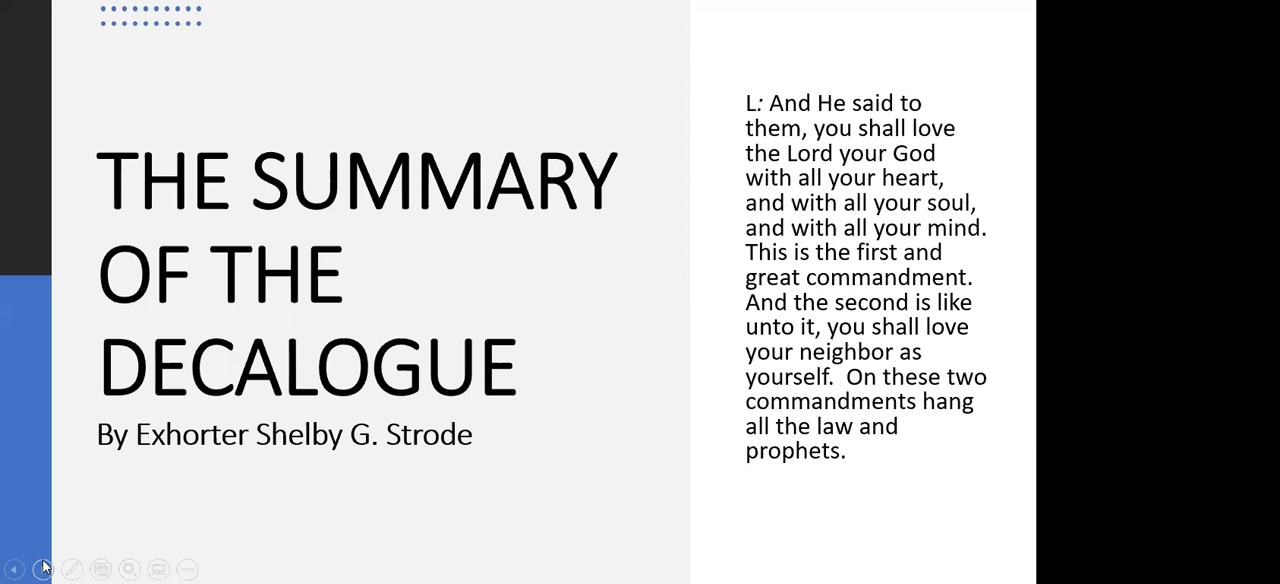 THE SUMMARY
OF THE
DECALOGUE
By Exhorter Shelby G. Strode
L: And He said to
them, you shall love
the Lord your God
with all your heart,
and with all your soul,
and with all your mind.
This is the first and
great commandment.
And the second is like
unto it, you shall love
your neighbor as
yourself.  On these two
commandments hang
all the law and
prophets.